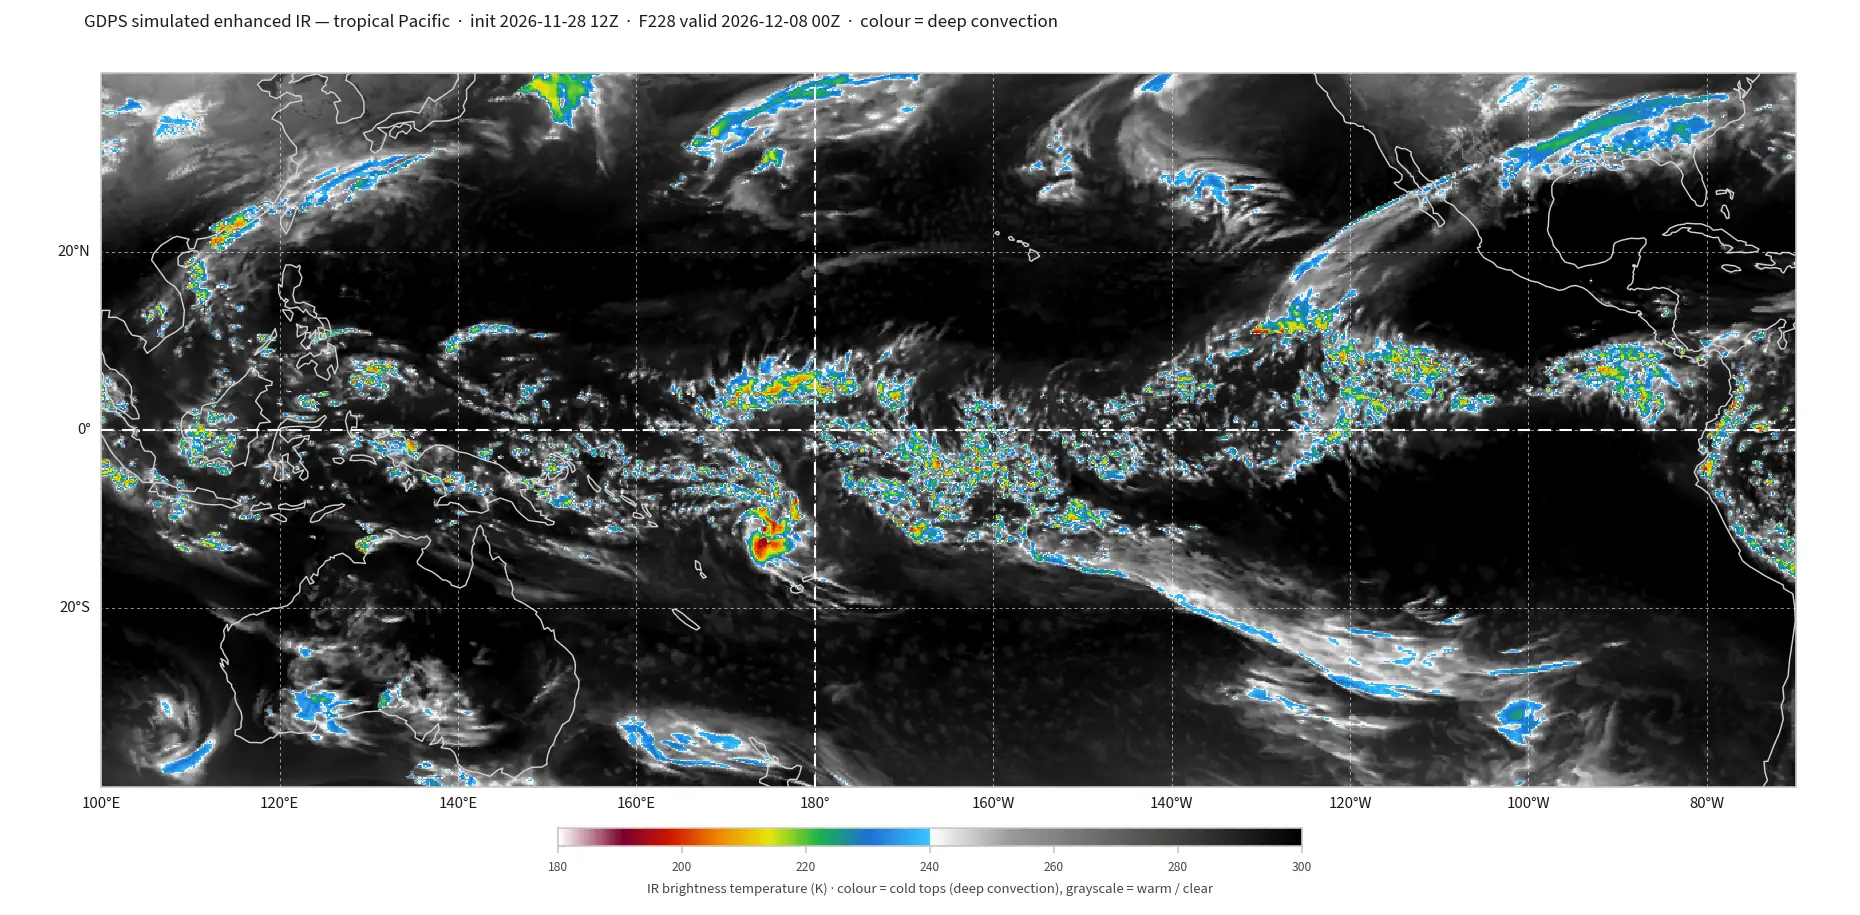 GDPS simulated enhanced IR — tropical Pacific · init 2026-11-28 12Z · F228 valid 2026-12-08 00Z · colour = deep convection
20°N
0°
20°S
100°E 120°E 140°E 160°E 180° 160°W 140°W 120°W 100°W 80°W
180 200 220 240 260 280 300
IR brightness temperature (K) · colour = cold tops (deep convection), grayscale = warm / clear